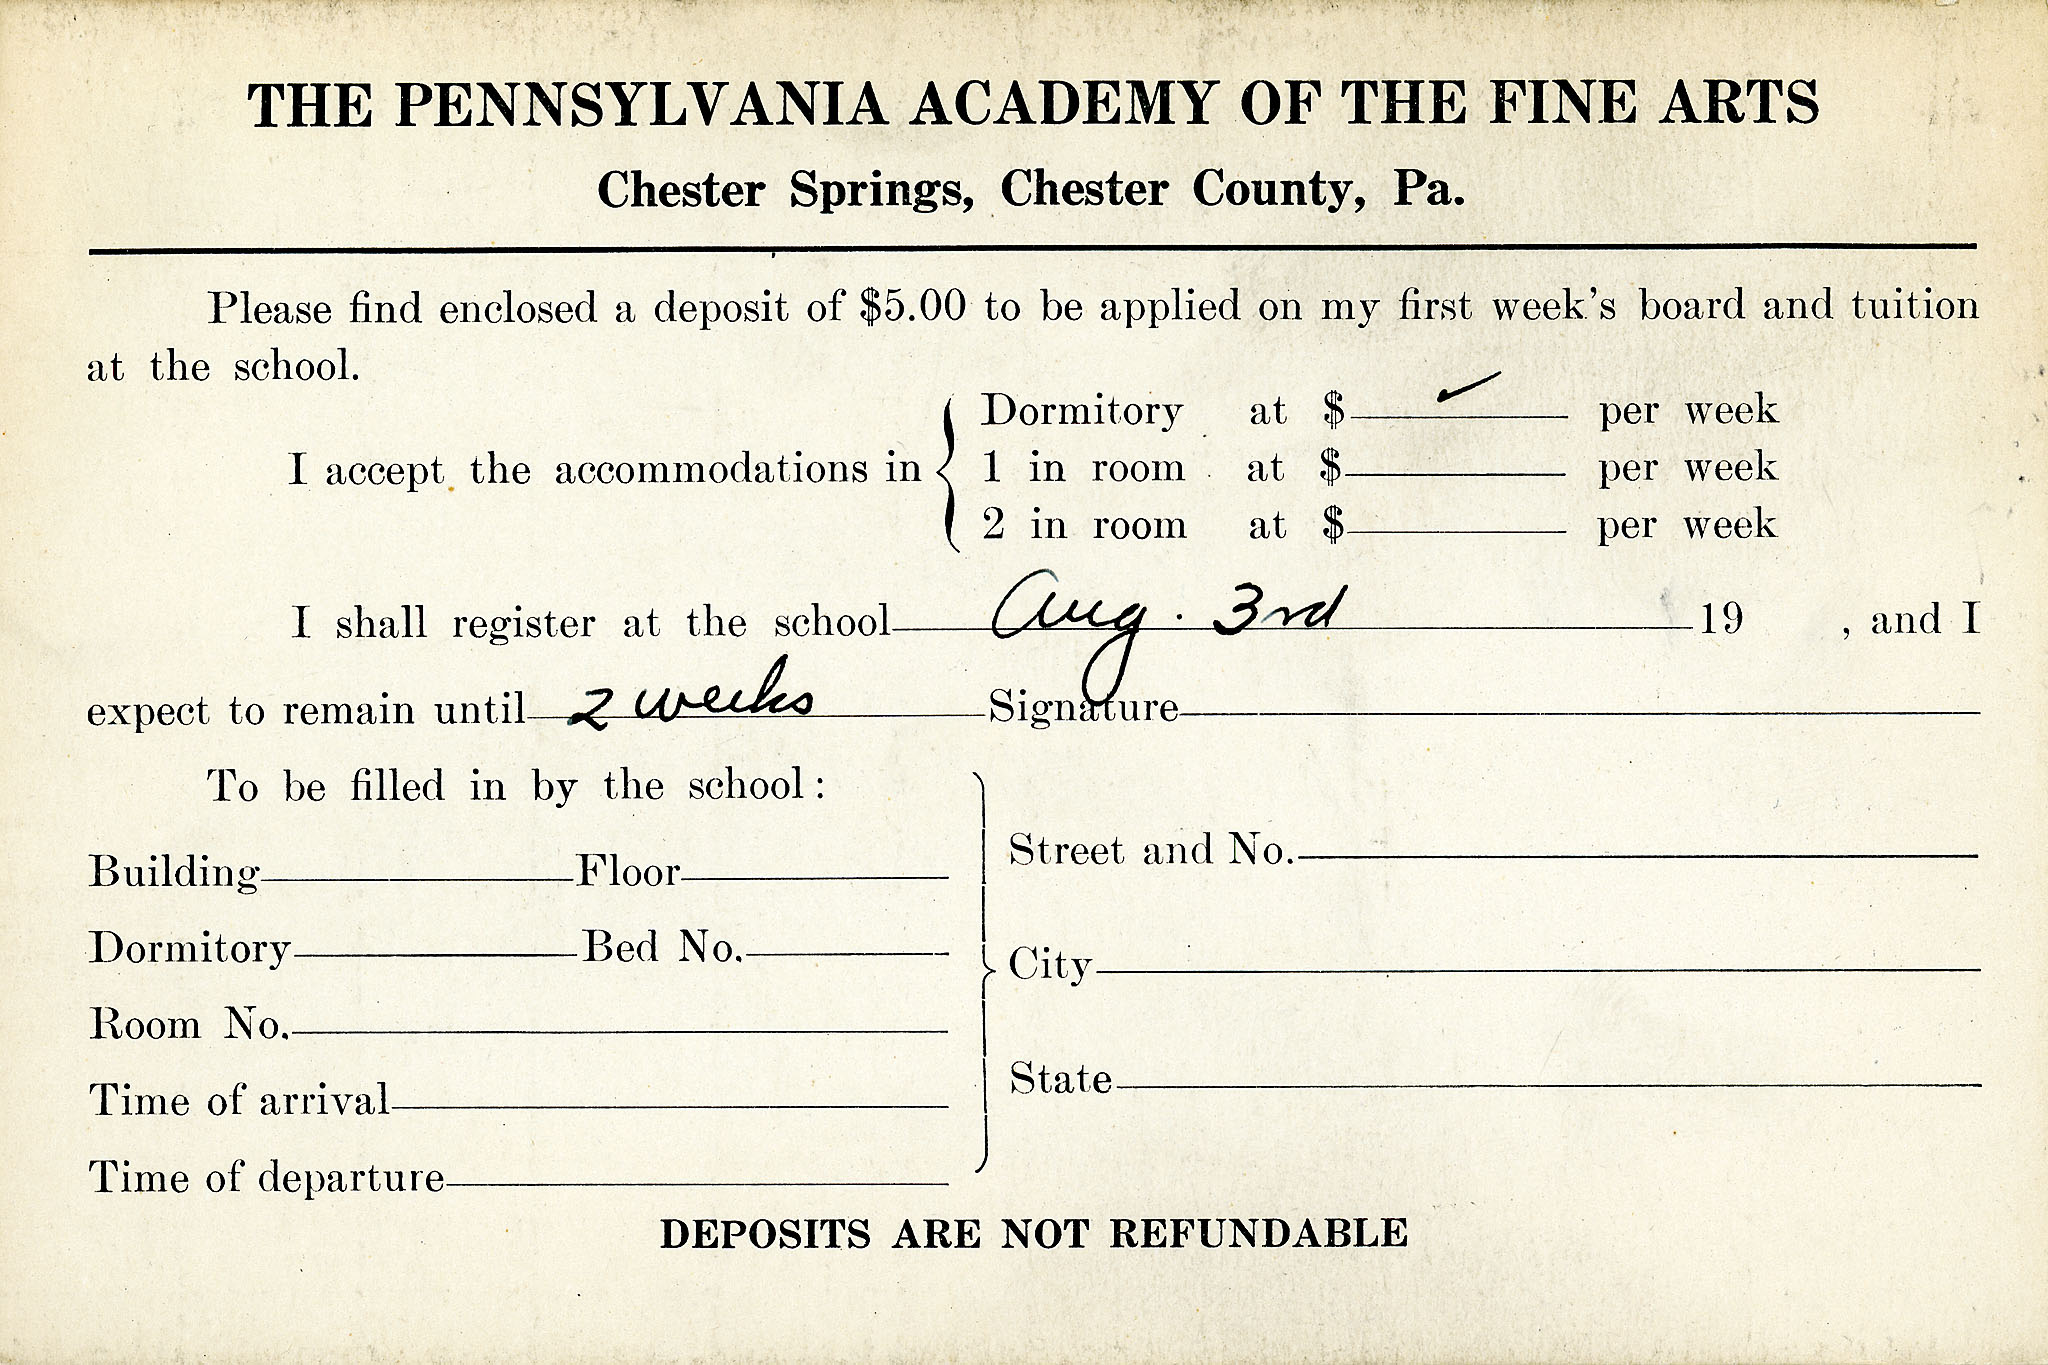 THE PENNSYLVANIA ACADEMY OF THE FINE ARTS
Chester Springs, Chester County, Pa.
Please find enclosed a deposit of $5.00 to be applied on my first week's board and tuition
at the school.
Dormitory at $ ✓ per week
I accept the accommodations in { 1 in room at $ per week
2 in room at $ per week
I shall register at the school Aug. 3rd 19 , and I
expect to remain until 2 weeks Signature
To be filled in by the school:
Building Floor
Street and No.
Dormitory Bed No.
City
Room No.
State
Time of arrival
Time of departure
DEPOSITS ARE NOT REFUNDABLE